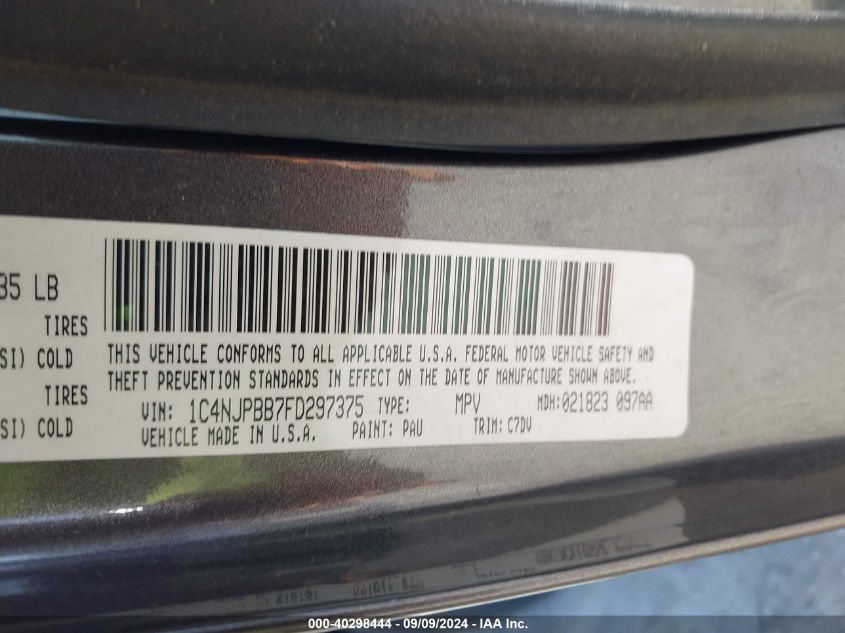 35 LB
TIRES
SI) COLD
TIRES
SI) COLD
THIS VEHICLE CONFORMS TO ALL APPLICABLE U.S.A. FEDERAL MOTOR VEHICLE SAFETY AND
THEFT PREVENTION STANDARDS IN EFFECT ON THE DATE OF MANUFACTURE SHOWN ABOVE.
VIN: 1C4NJPBB7FD297375 TYPE: MPV MDH:021823 097AA
VEHICLE MADE IN U.S.A. PAINT: PAU TRIM: C7DV
000-40298444 - 09/09/2024 - IAA Inc.